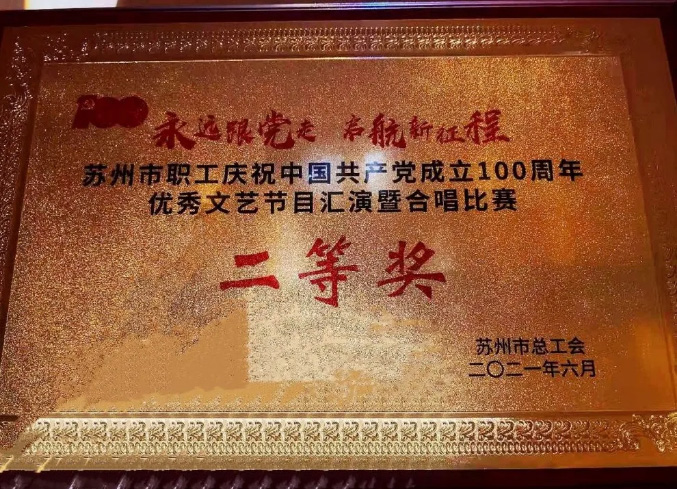 100 永远跟党走 启航新征程
苏州市职工庆祝中国共产党成立100周年
优秀文艺节目汇演暨合唱比赛
二等奖
苏州市总工会
二〇二一年六月